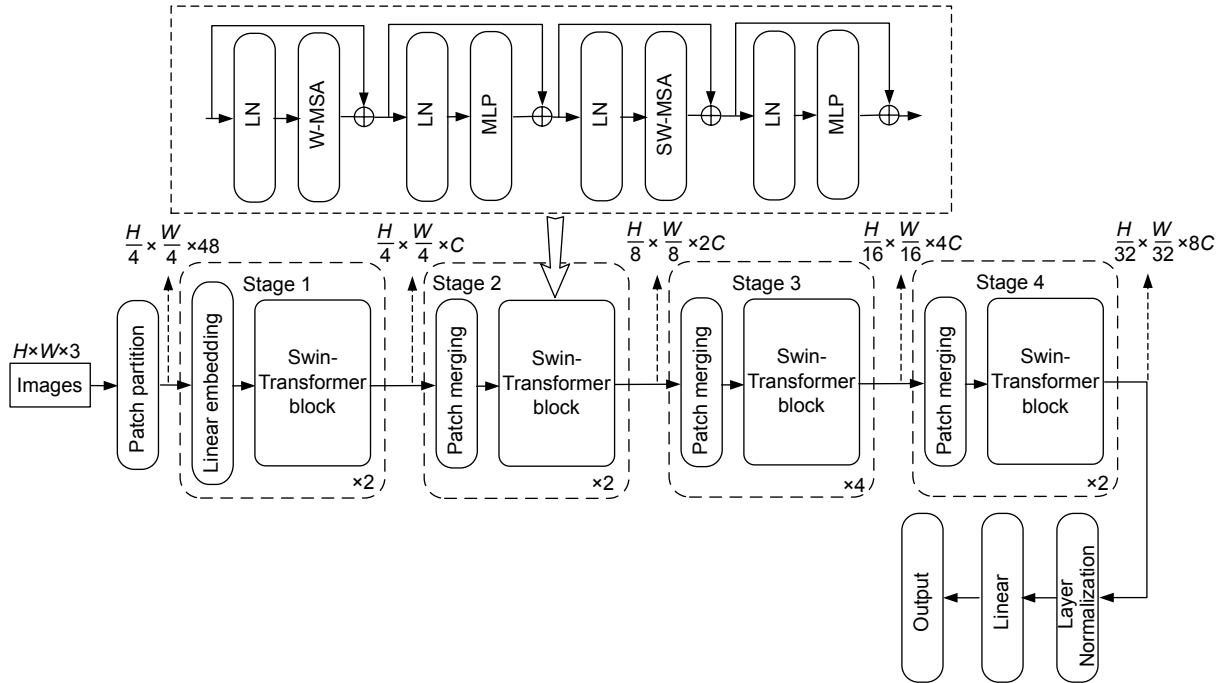 LN
W-MSA
LN
MLP
LN
SW-MSA
LN
MLP
H/4 × W/4 ×48
H/4 × W/4 ×C
H/8 × W/8 ×2C
H/16 × W/16 ×4C
H/32 × W/32 ×8C
H×W×3
Images
Patch partition
Stage 1
Linear embedding
Swin-
Transformer
block
×2
Stage 2
Patch merging
Swin-
Transformer
block
×2
Stage 3
Patch merging
Swin-
Transformer
block
×4
Stage 4
Patch merging
Swin-
Transformer
block
×2
Output
Linear
Layer
Normalization